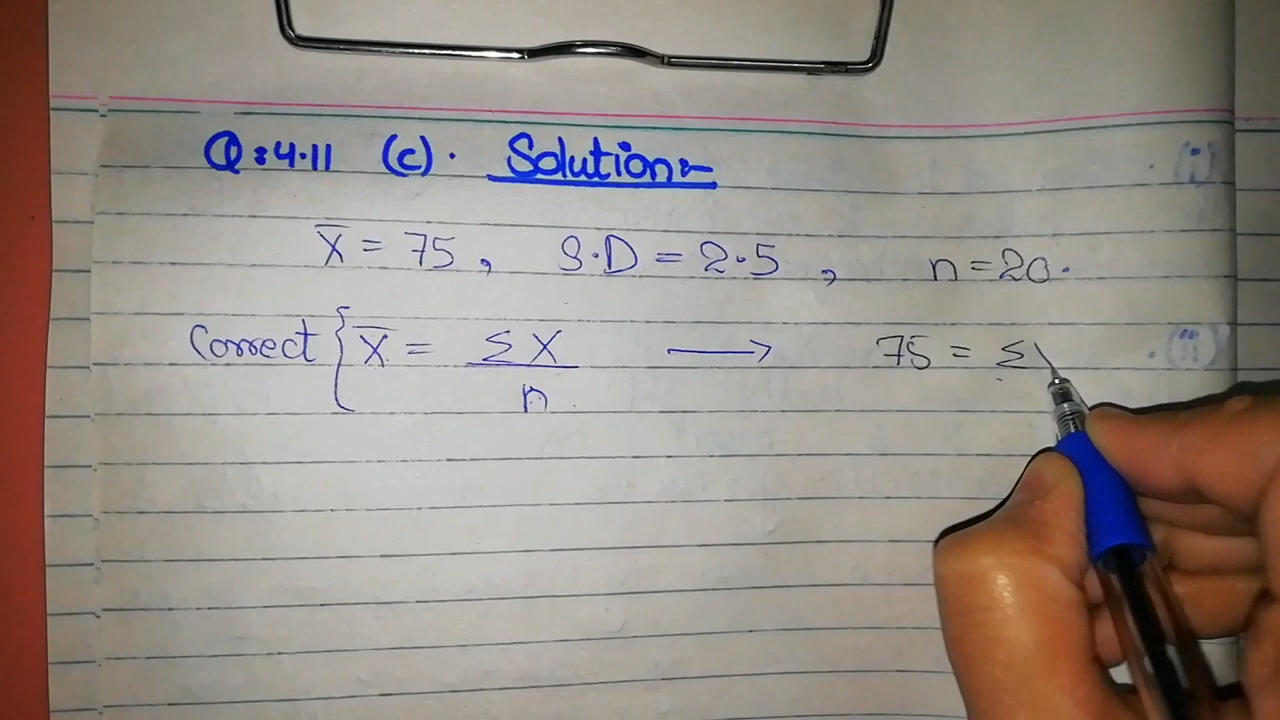 Q:4.11 (c). Solution:-
X̄ = 75, S.D = 2.5, n = 20.
Correct { X̄ = ΣX / n → 75 = Σ